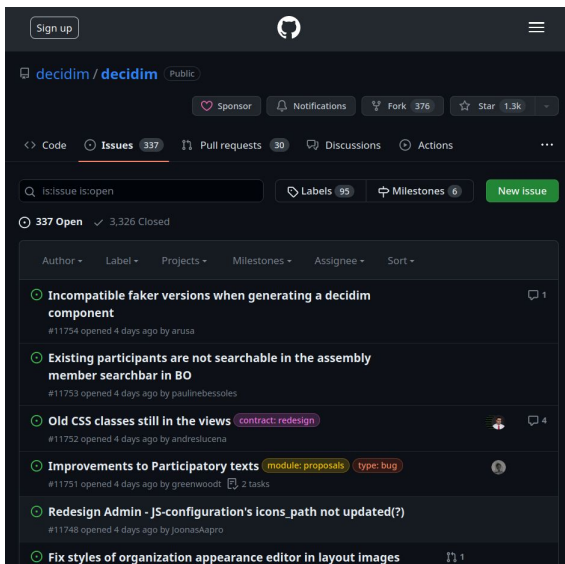 Sign up
decidim / decidim Public
Sponsor Notifications Fork 376 Star 1.3k
Code Issues 337 Pull requests 30 Discussions Actions ...
is:issue is:open Labels 95 Milestones 6 New issue
337 Open 3,326 Closed
Author Label Projects Milestones Assignee Sort
Incompatible faker versions when generating a decidim 1
component
#11754 opened 4 days ago by arusa
Existing participants are not searchable in the assembly
member searchbar in BO
#11753 opened 4 days ago by paulinebessoles
Old CSS classes still in the views contract: redesign 4
#11752 opened 4 days ago by andreslucena
Improvements to Participatory texts module: proposals type: bug
#11751 opened 4 days ago by greenwoodt 2 tasks
Redesign Admin - JS-configuration's icons_path not updated(?)
#11748 opened 4 days ago by JoonasAapro
Fix styles of organization appearance editor in layout images 1